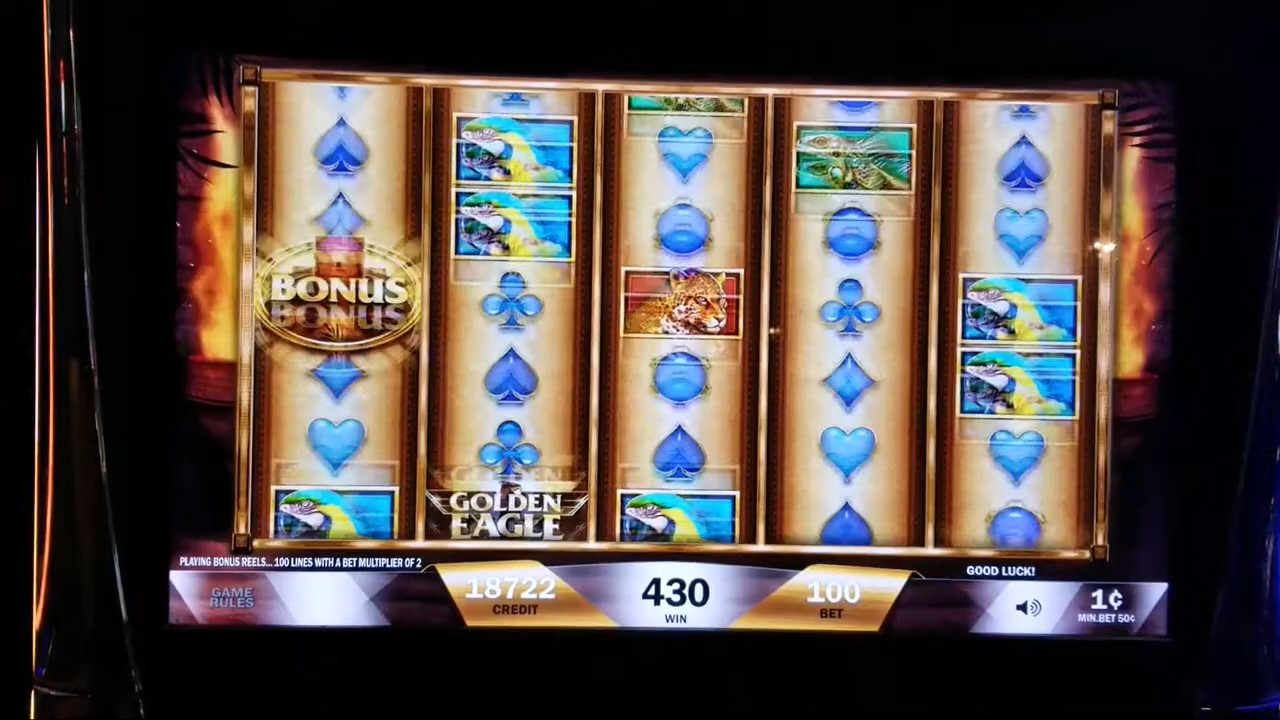 BONUS
BONUS
GOLDEN
EAGLE
PLAYING BONUS REELS... 100 LINES WITH A BET MULTIPLIER OF 2
GOOD LUCK!
GAME
RULES
18722
CREDIT
430
WIN
100
BET
1¢
MIN.BET 50¢